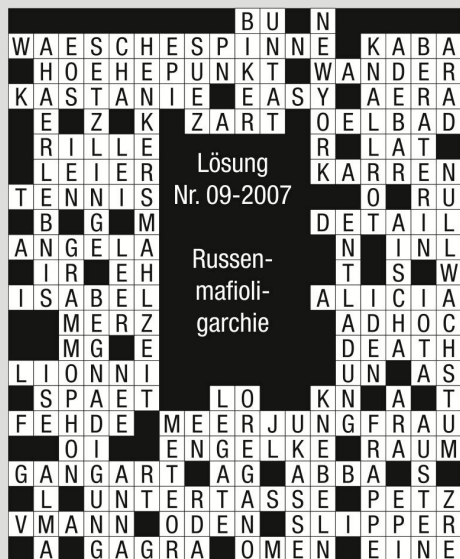 BU N
WAESCHESPINNE KABA
HOEHEPUNKT WANDER
KASTANIE EASY AERA
E Z K ZART OELBAD
RILLE R LAT
LEIER KARREN
TENNIS O RU
B G M DETAIL
ANGELA N INL
IR EH T S W
ISABEL ALICIA
MERZ ADHOC
MG E DEATH
LIONNI UN AS
SPAET LO KN A T
FEHDE MEERJUNGFRAU
OI ENGELKE RAUM
GANGART AG ABBA S
L UNTERTASSE PETZ
VMANN ODEN SLIPPER
A GAGRA OMEN EINE
Lösung
Nr. 09-2007
Russen-
mafioli-
garchie